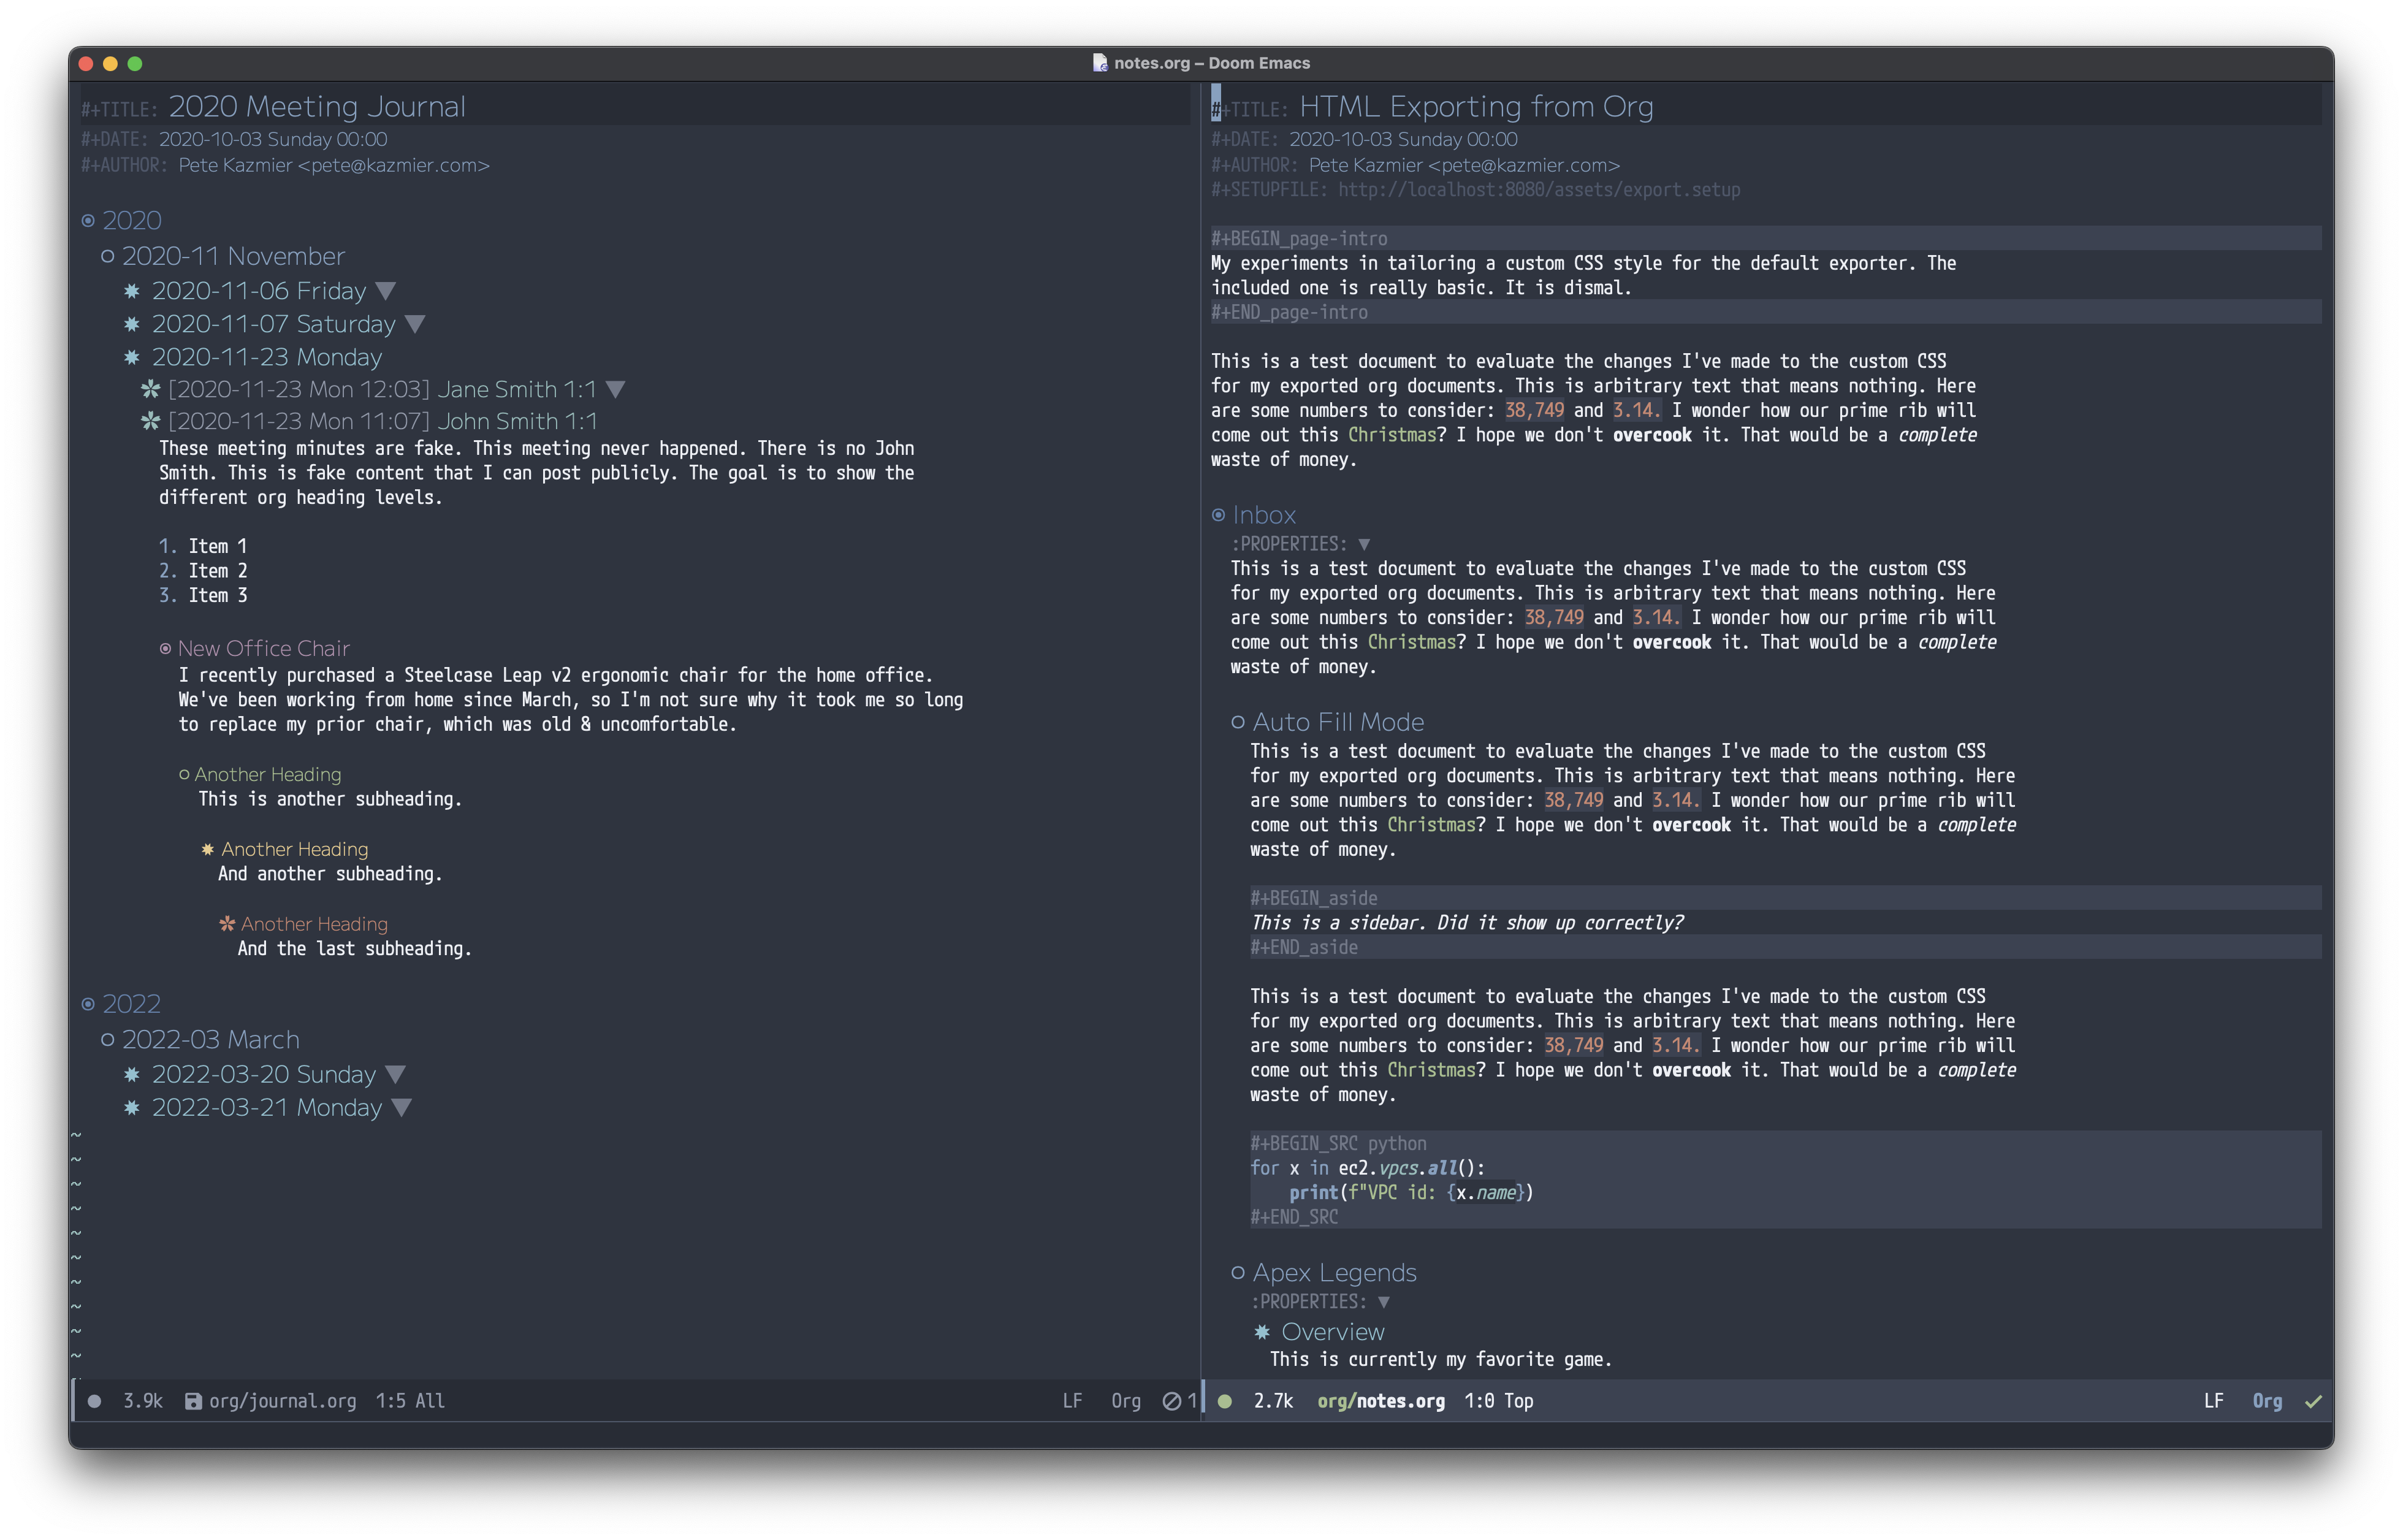 notes.org – Doom Emacs
#+TITLE: 2020 Meeting Journal
#+DATE: 2020-10-03 Sunday 00:00
#+AUTHOR: Pete Kazmier <pete@kazmier.com>
2020
2020-11 November
2020-11-06 Friday ▼
2020-11-07 Saturday ▼
2020-11-23 Monday
[2020-11-23 Mon 12:03] Jane Smith 1:1 ▼
[2020-11-23 Mon 11:07] John Smith 1:1
These meeting minutes are fake. This meeting never happened. There is no John
Smith. This is fake content that I can post publicly. The goal is to show the
different org heading levels.
1. Item 1
2. Item 2
3. Item 3
New Office Chair
I recently purchased a Steelcase Leap v2 ergonomic chair for the home office.
We've been working from home since March, so I'm not sure why it took me so long
to replace my prior chair, which was old & uncomfortable.
Another Heading
This is another subheading.
Another Heading
And another subheading.
Another Heading
And the last subheading.
2022
2022-03 March
2022-03-20 Sunday ▼
2022-03-21 Monday ▼
~
~
~
~
~
~
~
~
~
~
3.9k org/journal.org 1:5 All LF Org 1
#+TITLE: HTML Exporting from Org
#+DATE: 2020-10-03 Sunday 00:00
#+AUTHOR: Pete Kazmier <pete@kazmier.com>
#+SETUPFILE: http://localhost:8080/assets/export.setup
#+BEGIN_page-intro
My experiments in tailoring a custom CSS style for the default exporter. The
included one is really basic. It is dismal.
#+END_page-intro
This is a test document to evaluate the changes I've made to the custom CSS
for my exported org documents. This is arbitrary text that means nothing. Here
are some numbers to consider: 38,749 and 3.14. I wonder how our prime rib will
come out this Christmas? I hope we don't overcook it. That would be a complete
waste of money.
Inbox
:PROPERTIES: ▼
This is a test document to evaluate the changes I've made to the custom CSS
for my exported org documents. This is arbitrary text that means nothing. Here
are some numbers to consider: 38,749 and 3.14. I wonder how our prime rib will
come out this Christmas? I hope we don't overcook it. That would be a complete
waste of money.
Auto Fill Mode
This is a test document to evaluate the changes I've made to the custom CSS
for my exported org documents. This is arbitrary text that means nothing. Here
are some numbers to consider: 38,749 and 3.14. I wonder how our prime rib will
come out this Christmas? I hope we don't overcook it. That would be a complete
waste of money.
#+BEGIN_aside
This is a sidebar. Did it show up correctly?
#+END_aside
This is a test document to evaluate the changes I've made to the custom CSS
for my exported org documents. This is arbitrary text that means nothing. Here
are some numbers to consider: 38,749 and 3.14. I wonder how our prime rib will
come out this Christmas? I hope we don't overcook it. That would be a complete
waste of money.
#+BEGIN_SRC python
for x in ec2.vpcs.all():
    print(f"VPC id: {x.name})
#+END_SRC
Apex Legends
:PROPERTIES: ▼
Overview
This is currently my favorite game.
2.7k org/notes.org 1:0 Top LF Org